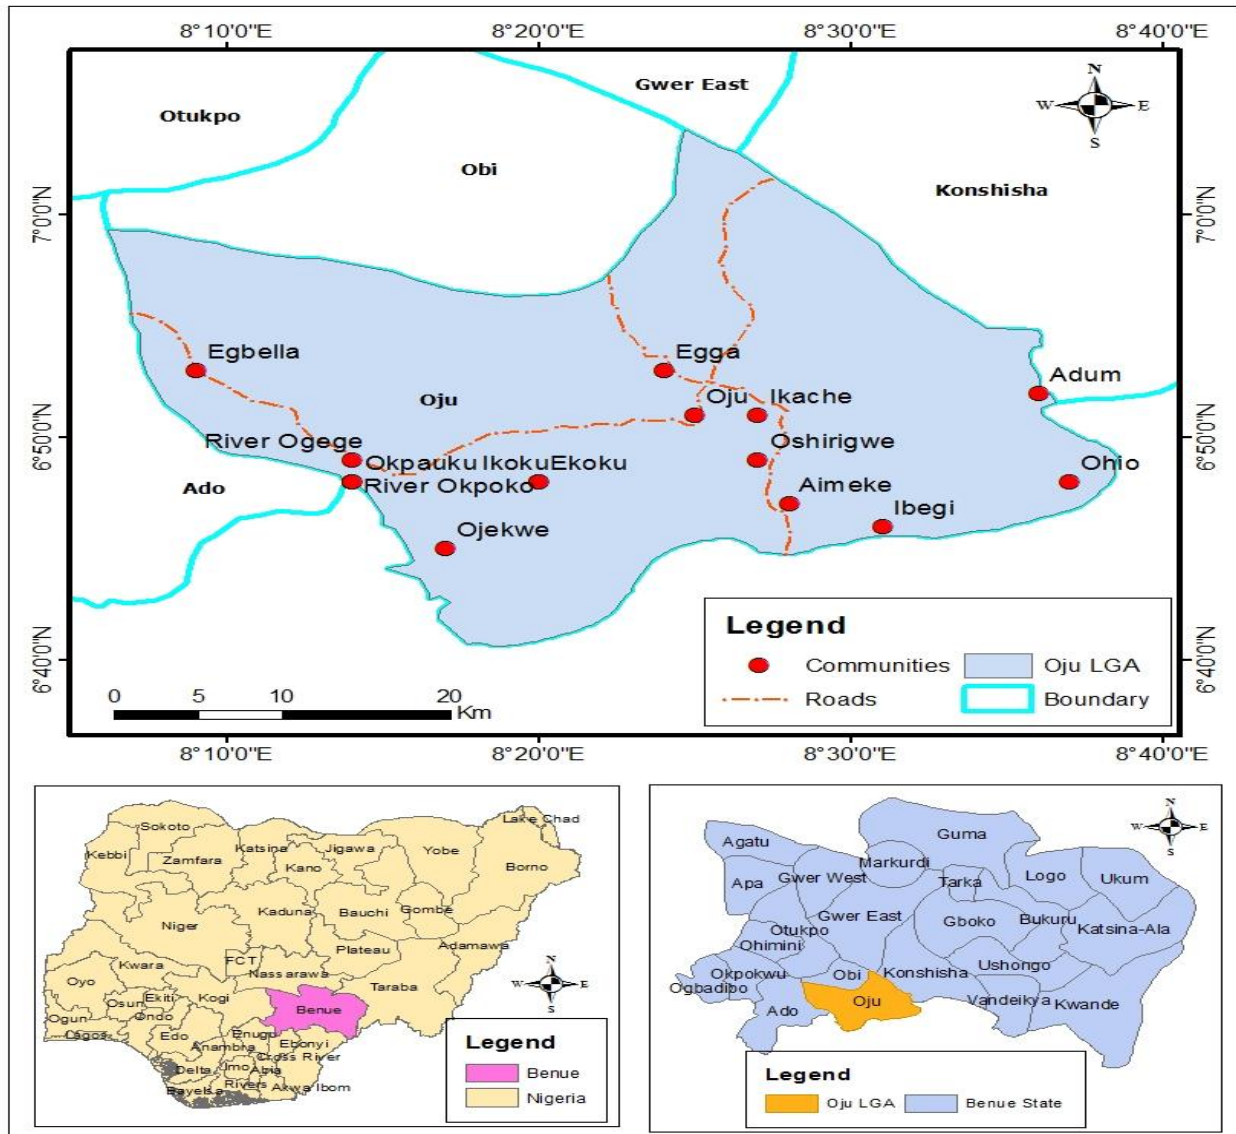 8°10'0"E 8°20'0"E 8°30'0"E 8°40'0"E
Gwer East
N
W E
S
Otukpo
Obi
Konshisha
7°0'0"N 7°0'0"N
Egbella
Egga
Adum
Oju
Oju Ikache
River Ogege
Oshirigwe
6°50'0"N 6°50'0"N
Okpauku Ikoku Ekoku
Ohio
Ado
River Okpoko
Aimeke
Ibegi
Ojekwe
Legend
Communities Oju LGA
Roads Boundary
6°40'0"N 6°40'0"N
0 5 10 20
Km
8°10'0"E 8°20'0"E 8°30'0"E 8°40'0"E
Lake Chad
Sokoto
Kebbi
Zamfara
Katsina
Jigawa
Kano
Yobe
Borno
Niger
Kaduna
Bauchi
Gombe
Adamawa
Plateau
Kwara
FCT
Nassarawa
Taraba
Oyo
Osun
Ekiti
Kogi
Benue
Ogun
Ondo
Lagos
Edo
Enugu
Anambra
Ebonyi
Cross River
Delta
Imo
Abia
Rivers
Akwa Ibom
Bayelsa
N
W E
S
Legend
Benue
Nigeria
N
W E
S
Agatu
Guma
Markurdi
Apa
Gwer West
Tarka
Logo
Ukum
Gwer East
Gboko
Bukuru
Katsina-Ala
Otukpo
Ohimini
Okpokwu
Obi
Konshisha
Ushongo
Ogbadibo
Ado
Oju
Vandeikya
Kwande
Legend
Oju LGA Benue State